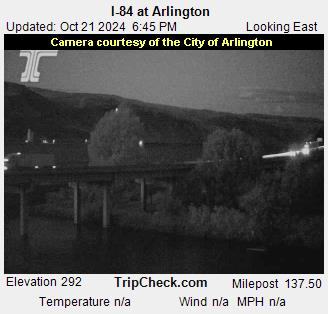 I-84 at Arlington
Updated: Oct 21 2024 6:45 PM Looking East
Camera courtesy of the City of Arlington
Elevation 292 TripCheck.com Milepost 137.50
Temperature n/a Wind n/a MPH n/a